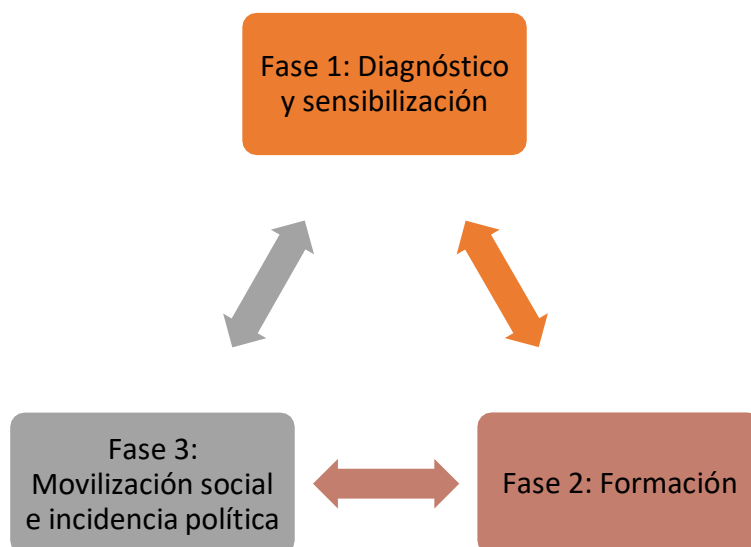 Fase 1: Diagnóstico
y sensibilización
Fase 3:
Movilización social
e incidencia política
Fase 2: Formación